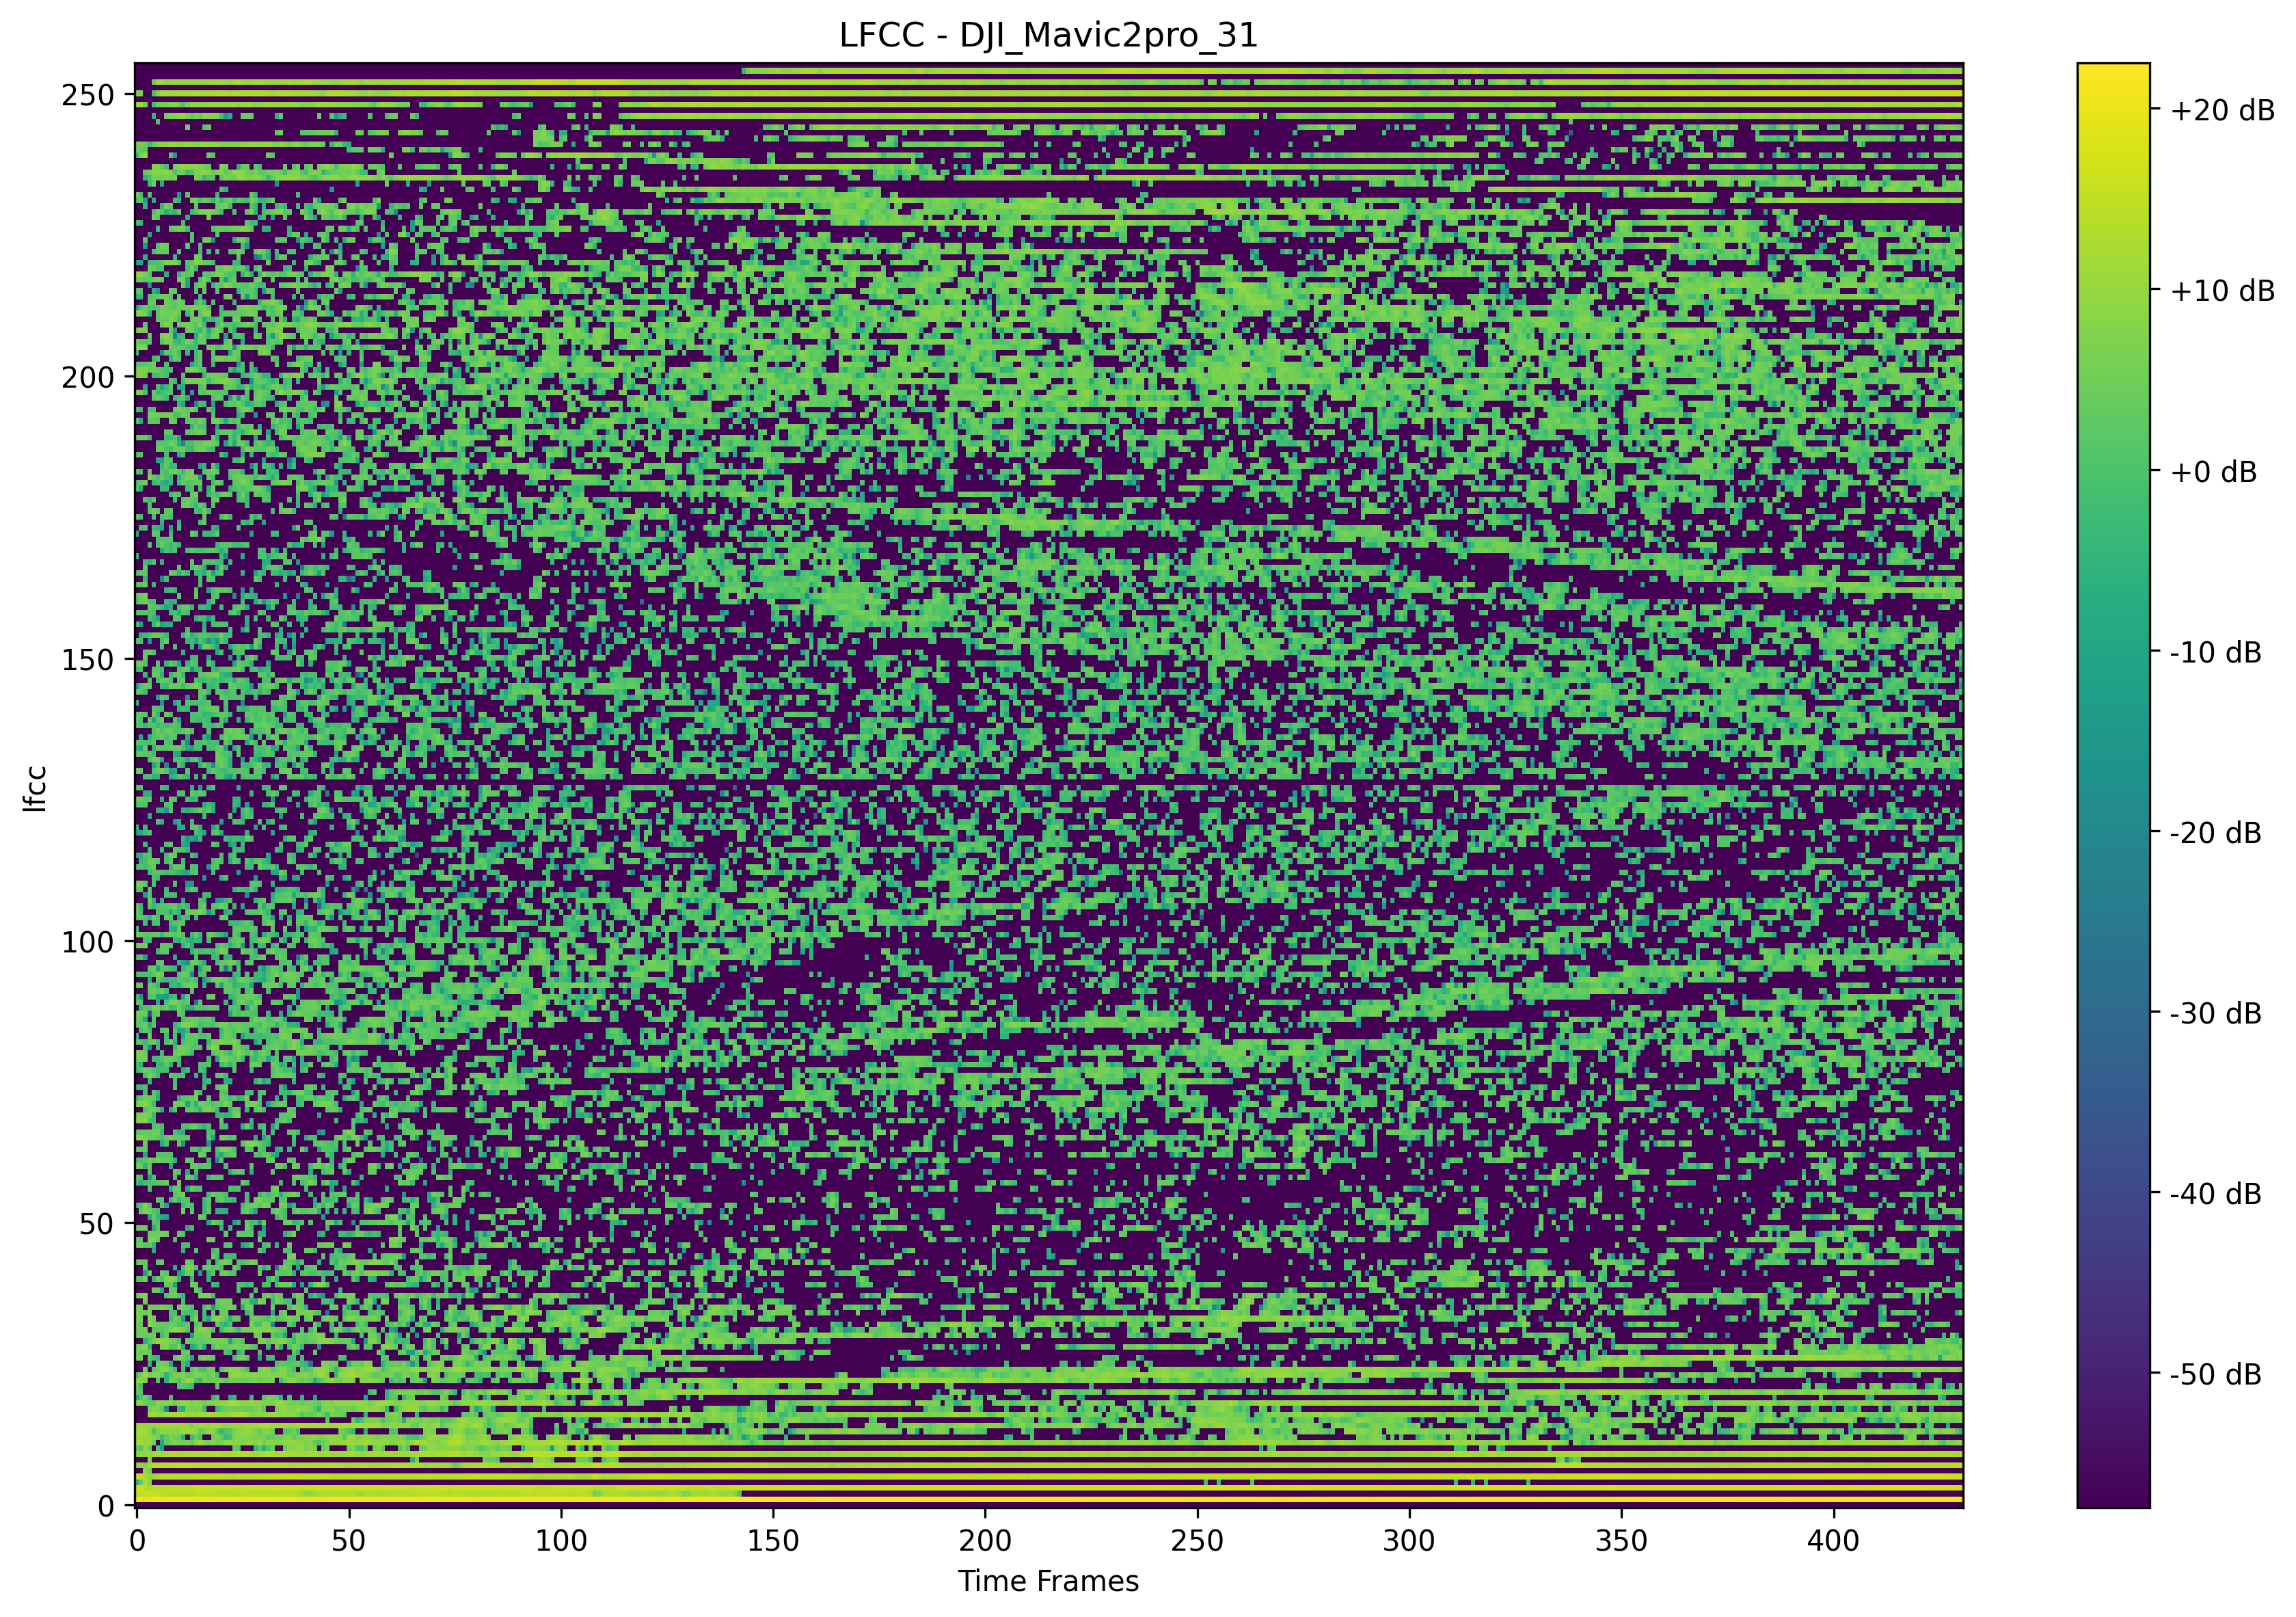 LFCC - DJI_Mavic2pro_31
250
200
150
100
50
0
lfcc
0 50 100 150 200 250 300 350 400
Time Frames
+20 dB
+10 dB
+0 dB
-10 dB
-20 dB
-30 dB
-40 dB
-50 dB